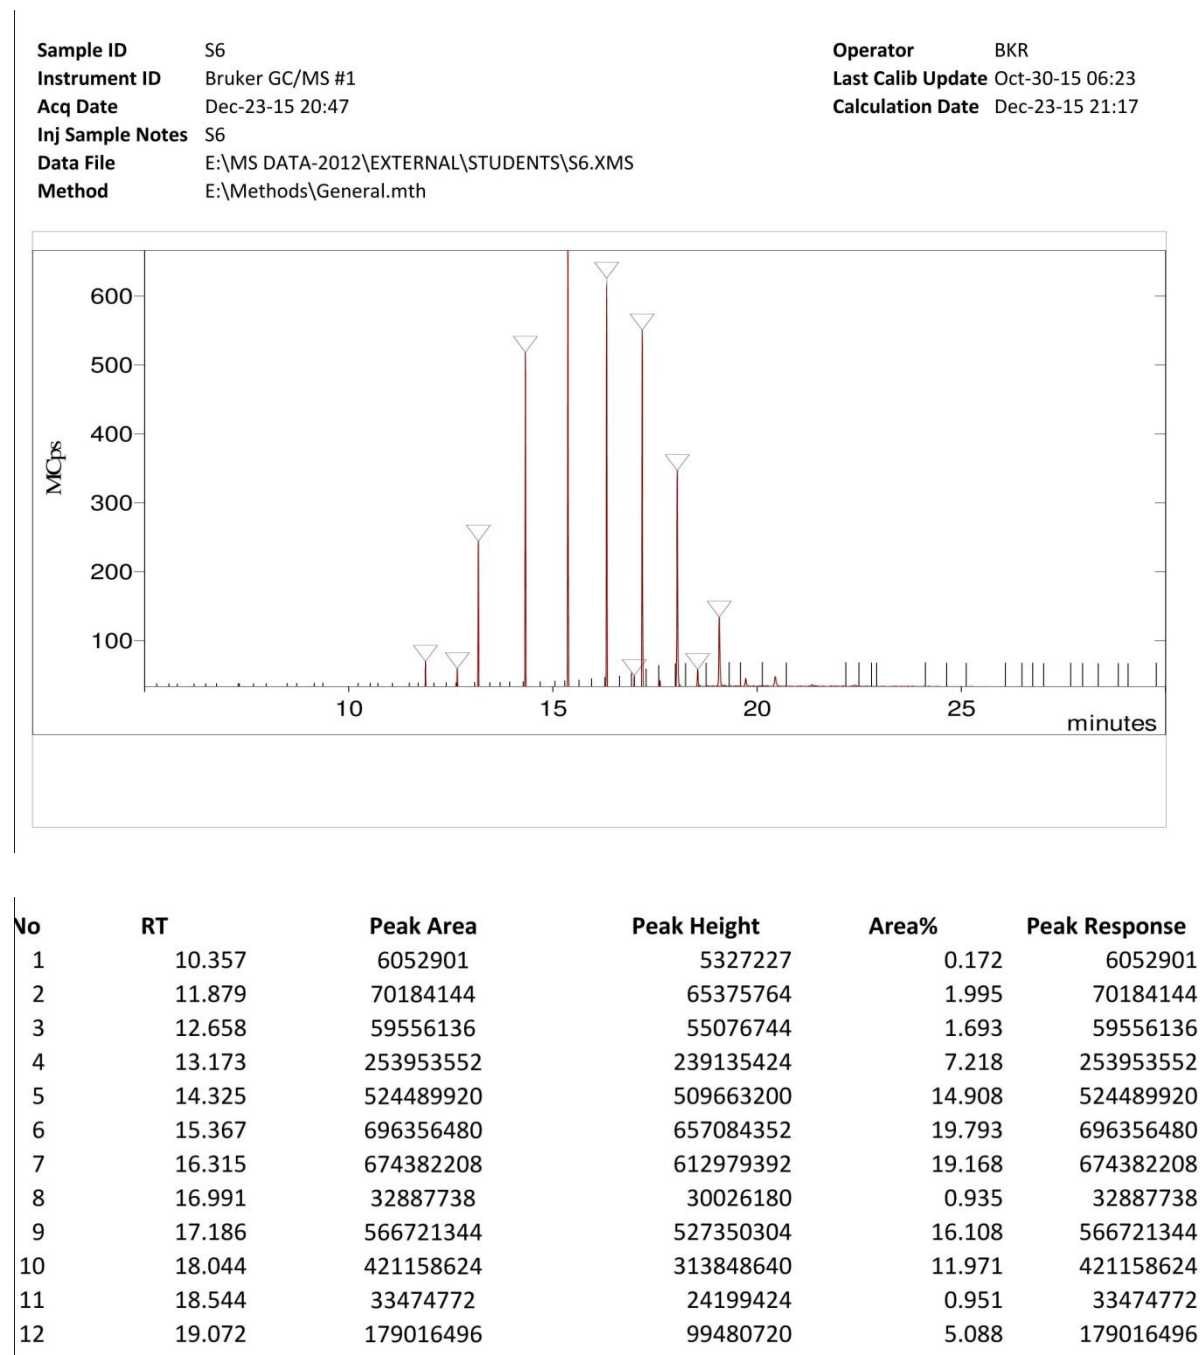 Sample ID S6 Operator BKR
Instrument ID Bruker GC/MS #1 Last Calib Update Oct-30-15 06:23
Acq Date Dec-23-15 20:47 Calculation Date Dec-23-15 21:17
Inj Sample Notes S6
Data File E:\MS DATA-2012\EXTERNAL\STUDENTS\S6.XMS
Method E:\Methods\General.mth
600
500
400
MCps
300
200
100
10 15 20 25
minutes
No RT Peak Area Peak Height Area% Peak Response
1 10.357 6052901 5327227 0.172 6052901
2 11.879 70184144 65375764 1.995 70184144
3 12.658 59556136 55076744 1.693 59556136
4 13.173 253953552 239135424 7.218 253953552
5 14.325 524489920 509663200 14.908 524489920
6 15.367 696356480 657084352 19.793 696356480
7 16.315 674382208 612979392 19.168 674382208
8 16.991 32887738 30026180 0.935 32887738
9 17.186 566721344 527350304 16.108 566721344
10 18.044 421158624 313848640 11.971 421158624
11 18.544 33474772 24199424 0.951 33474772
12 19.072 179016496 99480720 5.088 179016496